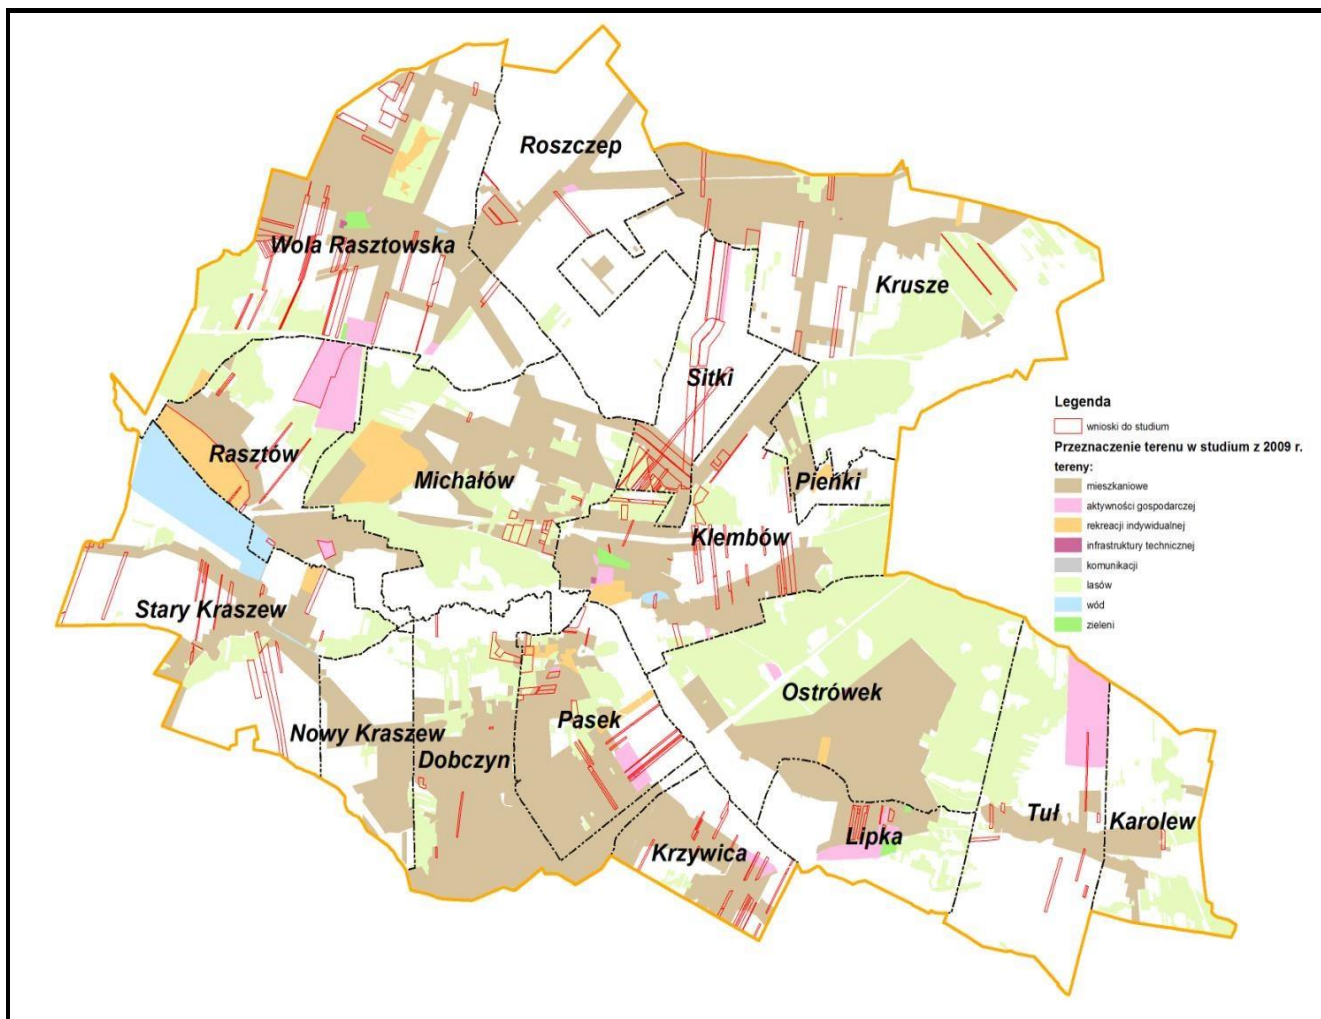 Roszczep
Wola Rasztowska
Krusze
Sitki
Rasztów
Michałów
Pieńki
Klembów
Stary Kraszew
Ostrówek
Nowy Kraszew
Pasek
Dobczyn
Tuł
Karolew
Lipka
Krzywica
Legenda
wnioski do studium
Przeznaczenie terenu w studium z 2009 r.
tereny:
mieszkaniowe
aktywności gospodarczej
rekreacji indywidualnej
infrastruktury technicznej
komunikacji
lasów
wód
zieleni